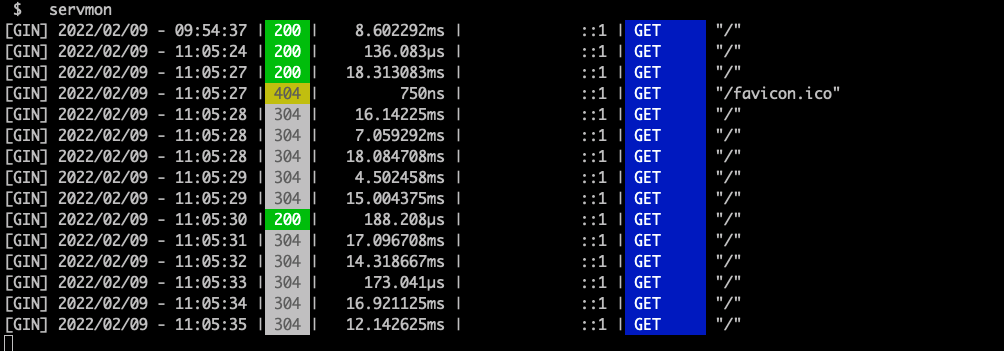 $ servmon
[GIN] 2022/02/09 - 09:54:37 | 200 | 8.602292ms | ::1 | GET "/"
[GIN] 2022/02/09 - 11:05:24 | 200 | 136.083µs | ::1 | GET "/"
[GIN] 2022/02/09 - 11:05:27 | 200 | 18.313083ms | ::1 | GET "/"
[GIN] 2022/02/09 - 11:05:27 | 404 | 750ns | ::1 | GET "/favicon.ico"
[GIN] 2022/02/09 - 11:05:28 | 304 | 16.14225ms | ::1 | GET "/"
[GIN] 2022/02/09 - 11:05:28 | 304 | 7.059292ms | ::1 | GET "/"
[GIN] 2022/02/09 - 11:05:28 | 304 | 18.084708ms | ::1 | GET "/"
[GIN] 2022/02/09 - 11:05:29 | 304 | 4.502458ms | ::1 | GET "/"
[GIN] 2022/02/09 - 11:05:29 | 304 | 15.004375ms | ::1 | GET "/"
[GIN] 2022/02/09 - 11:05:30 | 200 | 188.208µs | ::1 | GET "/"
[GIN] 2022/02/09 - 11:05:31 | 304 | 17.096708ms | ::1 | GET "/"
[GIN] 2022/02/09 - 11:05:32 | 304 | 14.318667ms | ::1 | GET "/"
[GIN] 2022/02/09 - 11:05:33 | 304 | 173.041µs | ::1 | GET "/"
[GIN] 2022/02/09 - 11:05:34 | 304 | 16.921125ms | ::1 | GET "/"
[GIN] 2022/02/09 - 11:05:35 | 304 | 12.142625ms | ::1 | GET "/"